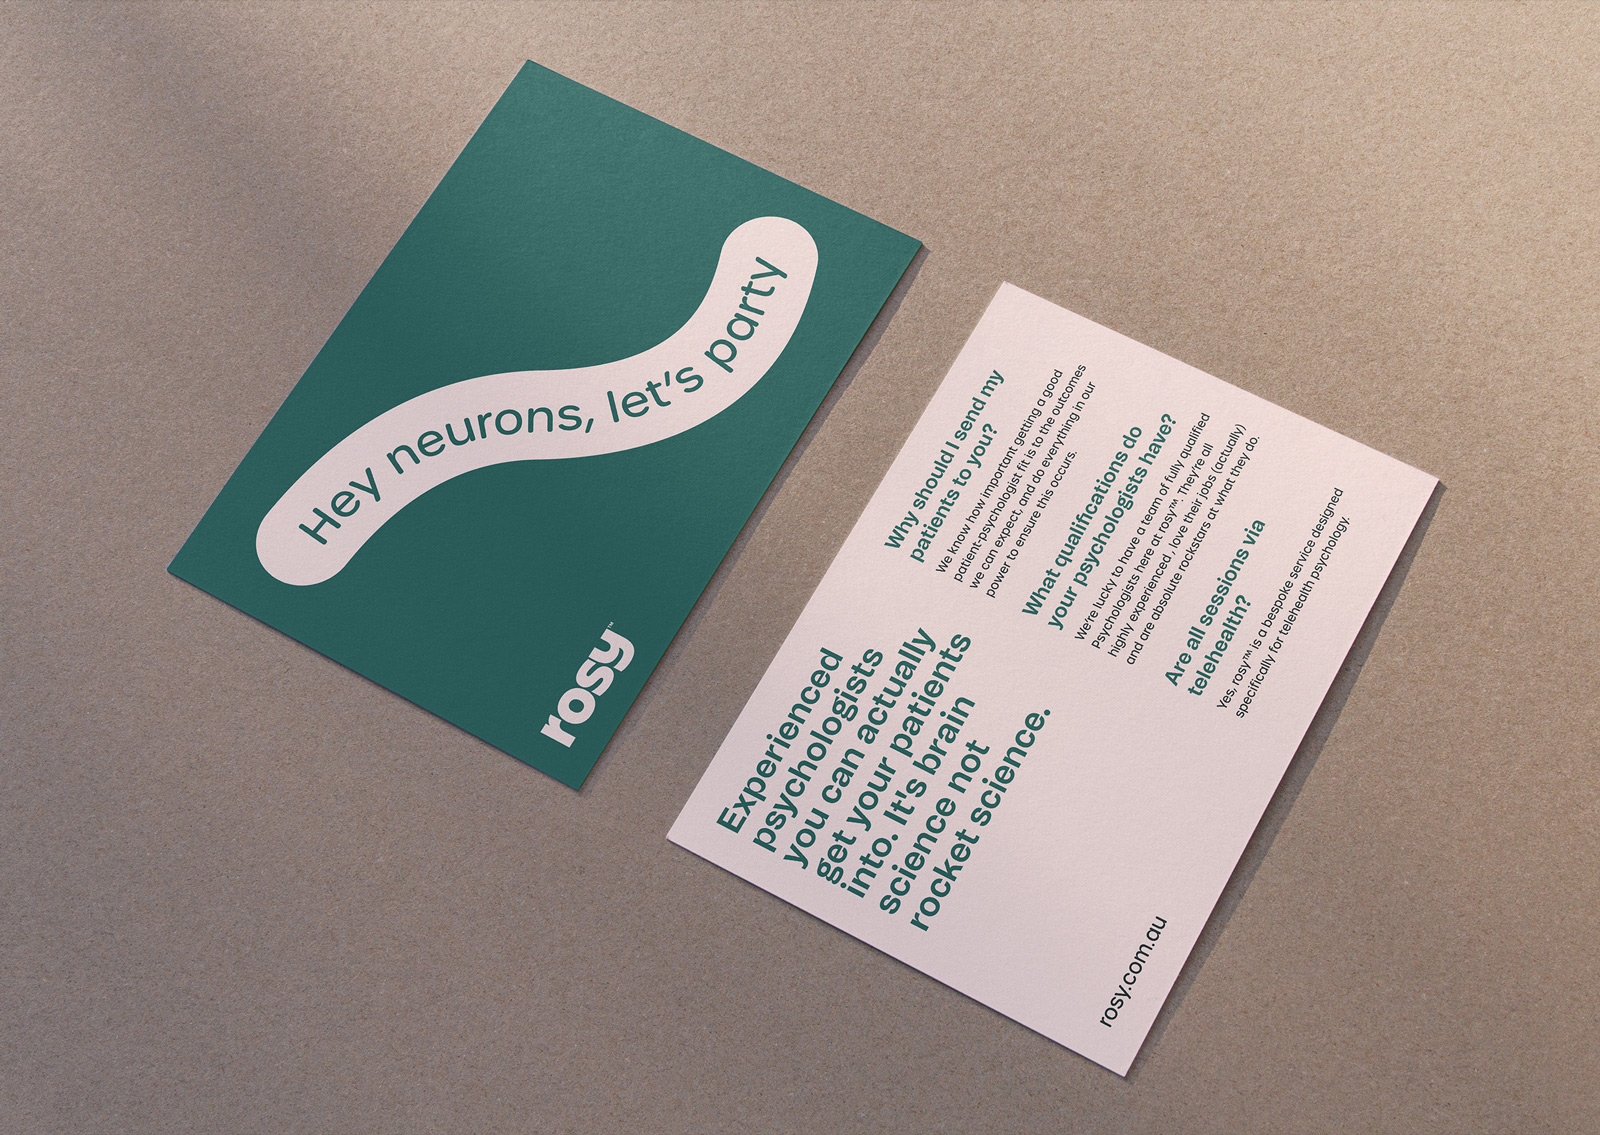 Hey neurons, let's party
rosy™
Experienced
psychologists
you can actually
get your patients
into. It's brain
science not
rocket science.
Why should I send my
patients to you?
We know how important getting a good
patient-psychologist fit is to the outcomes
we can expect, and do everything in our
power to ensure this occurs.
What qualifications do
your psychologists have?
We're lucky to have a team of fully qualified
psychologists here at rosy™. They're all
highly experienced , love their jobs (actually)
and are absolute rockstars at what they do.
Are all sessions via
telehealth?
Yes, rosy™ is a bespoke service designed
specifically for telehealth psychology.
rosy.com.au